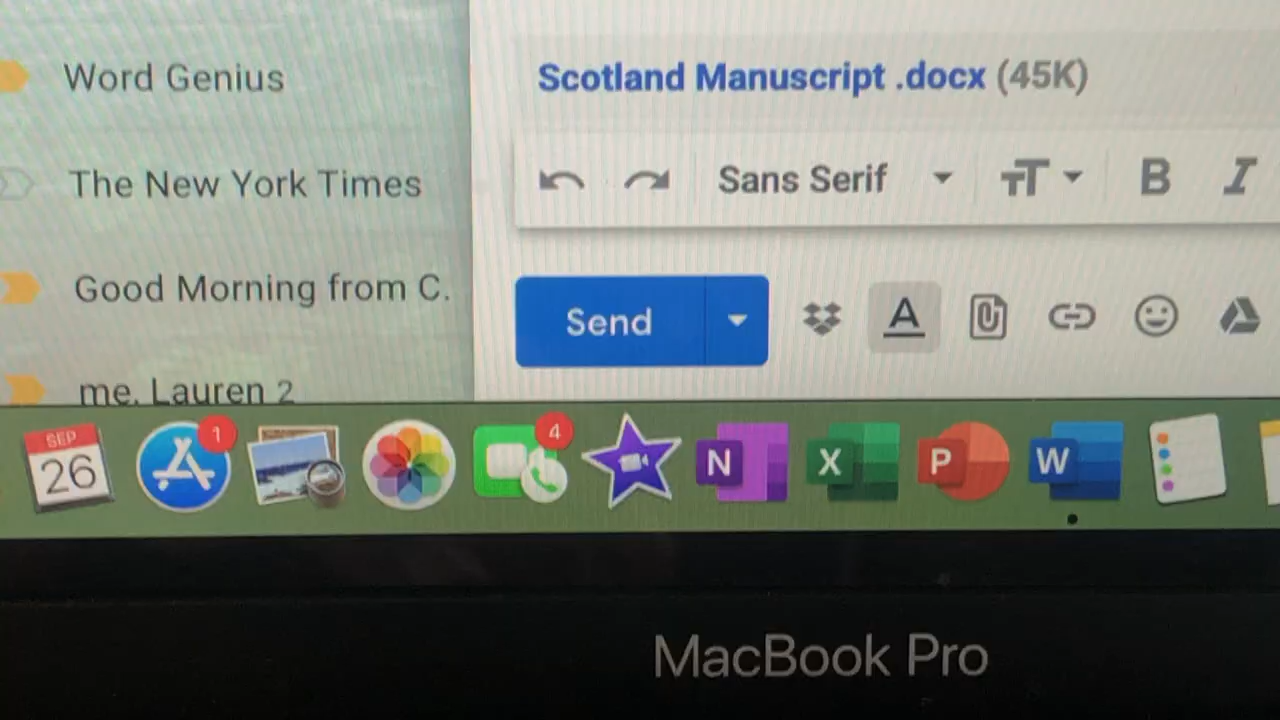 Word Genius
Scotland Manuscript .docx (45K)
The New York Times
Sans Serif
TT
B
I
Good Morning from C.
Send
A
me, Lauren 2
SEP
26
1
4
N
X
P
W
MacBook Pro